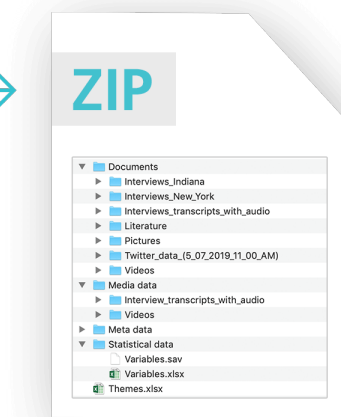 ZIP
Documents
Interviews_Indiana
Interviews_New_York
Interviews_transcripts_with_audio
Literature
Pictures
Twitter_data_(5_07_2019_11_00_AM)
Videos
Media data
Interview_transcripts_with_audio
Videos
Meta data
Statistical data
Variables.sav
Variables.xlsx
Themes.xlsx